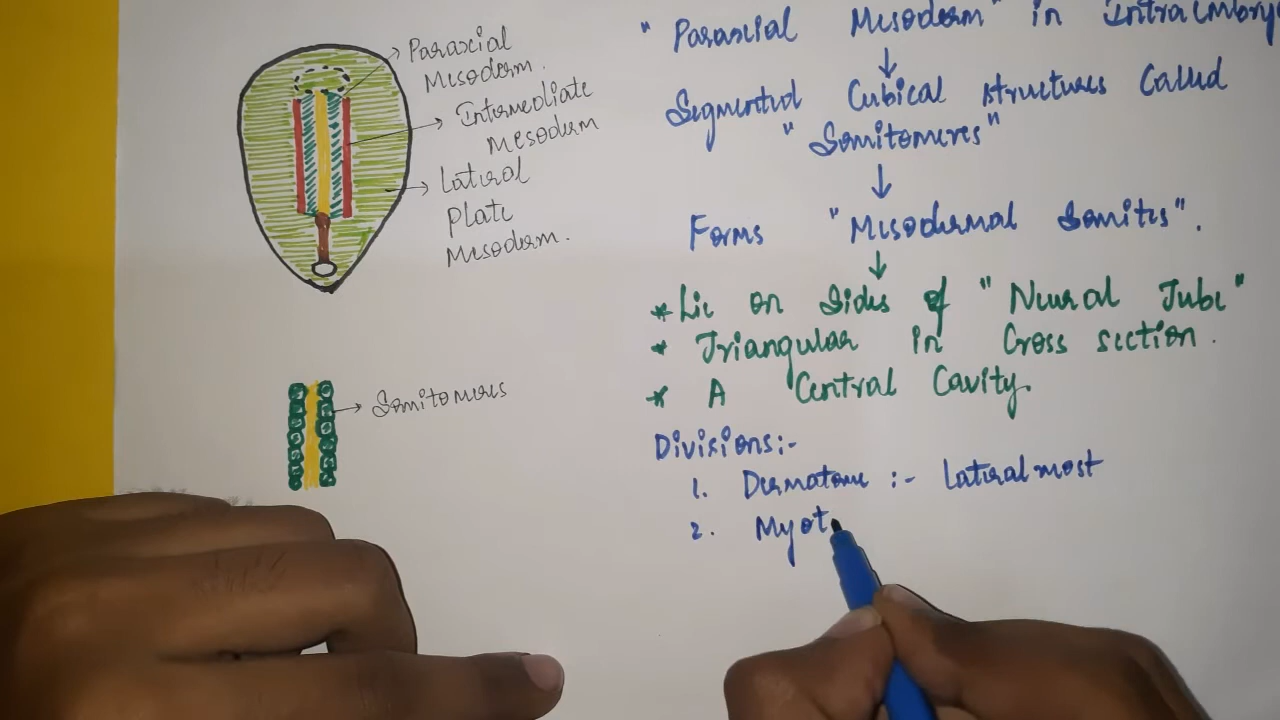 Paraxial
Mesoderm.
Intermediate
Mesoderm
Lateral
Plate
Mesoderm.
Somitomeres
"Paraxial Mesoderm" in Intraembryo
Segmented Cubical structures Called
"Somitomeres"
Forms "Mesodermal Somites".
* Lie on Sides of "Neural Tube"
* Triangular in Cross section.
* A Central Cavity.
Divisions:-
1. Dermatome :- Lateral most
2. Myot